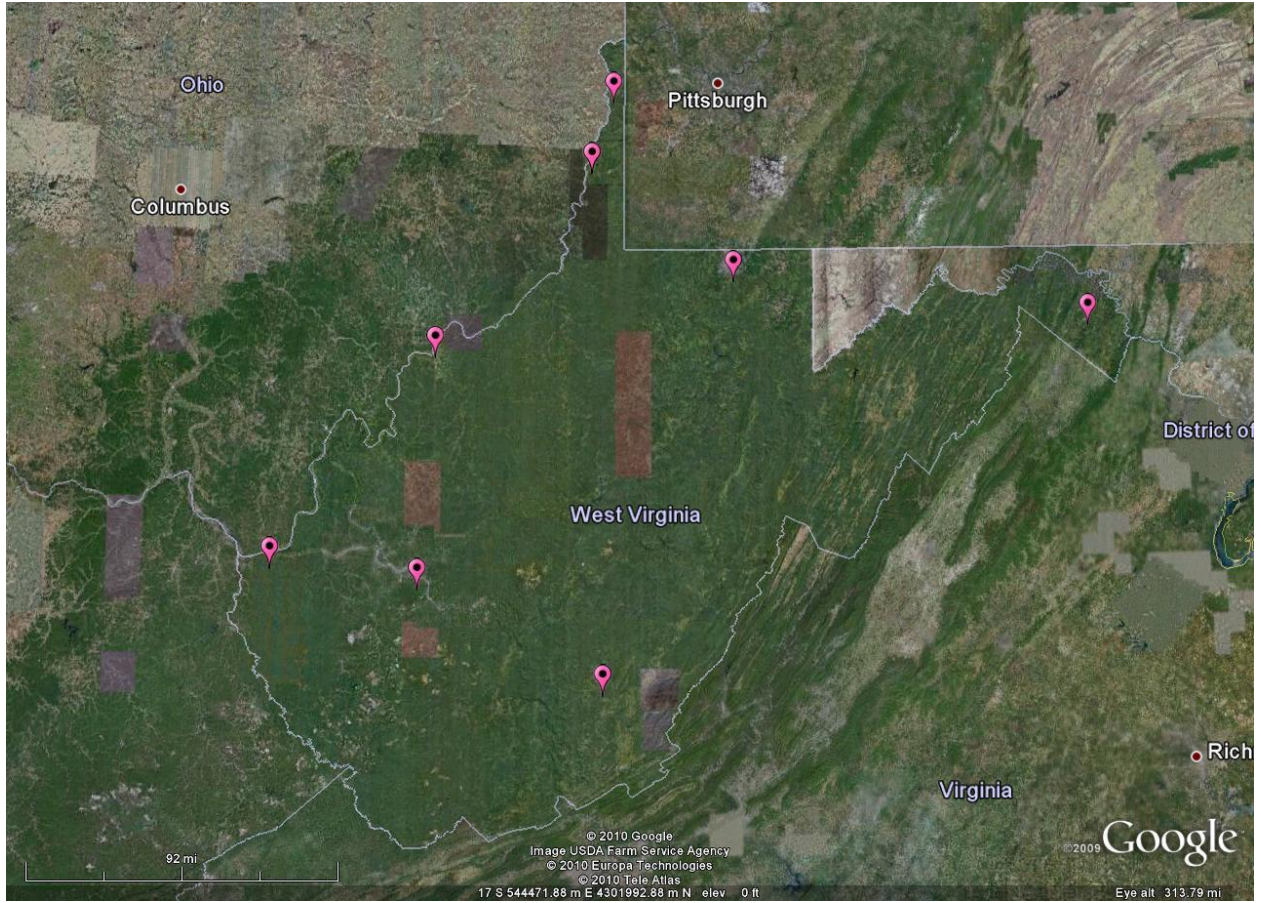 Ohio
Pittsburgh
Columbus
District of
West Virginia
Rich
Virginia
© 2010 Google
Image USDA Farm Service Agency
© 2010 Europa Technologies
© 2010 Tele Atlas
©2009 Google
92 mi
17 S 544471.88 m E 4301992.88 m N elev 0 ft
Eye alt 313.79 mi